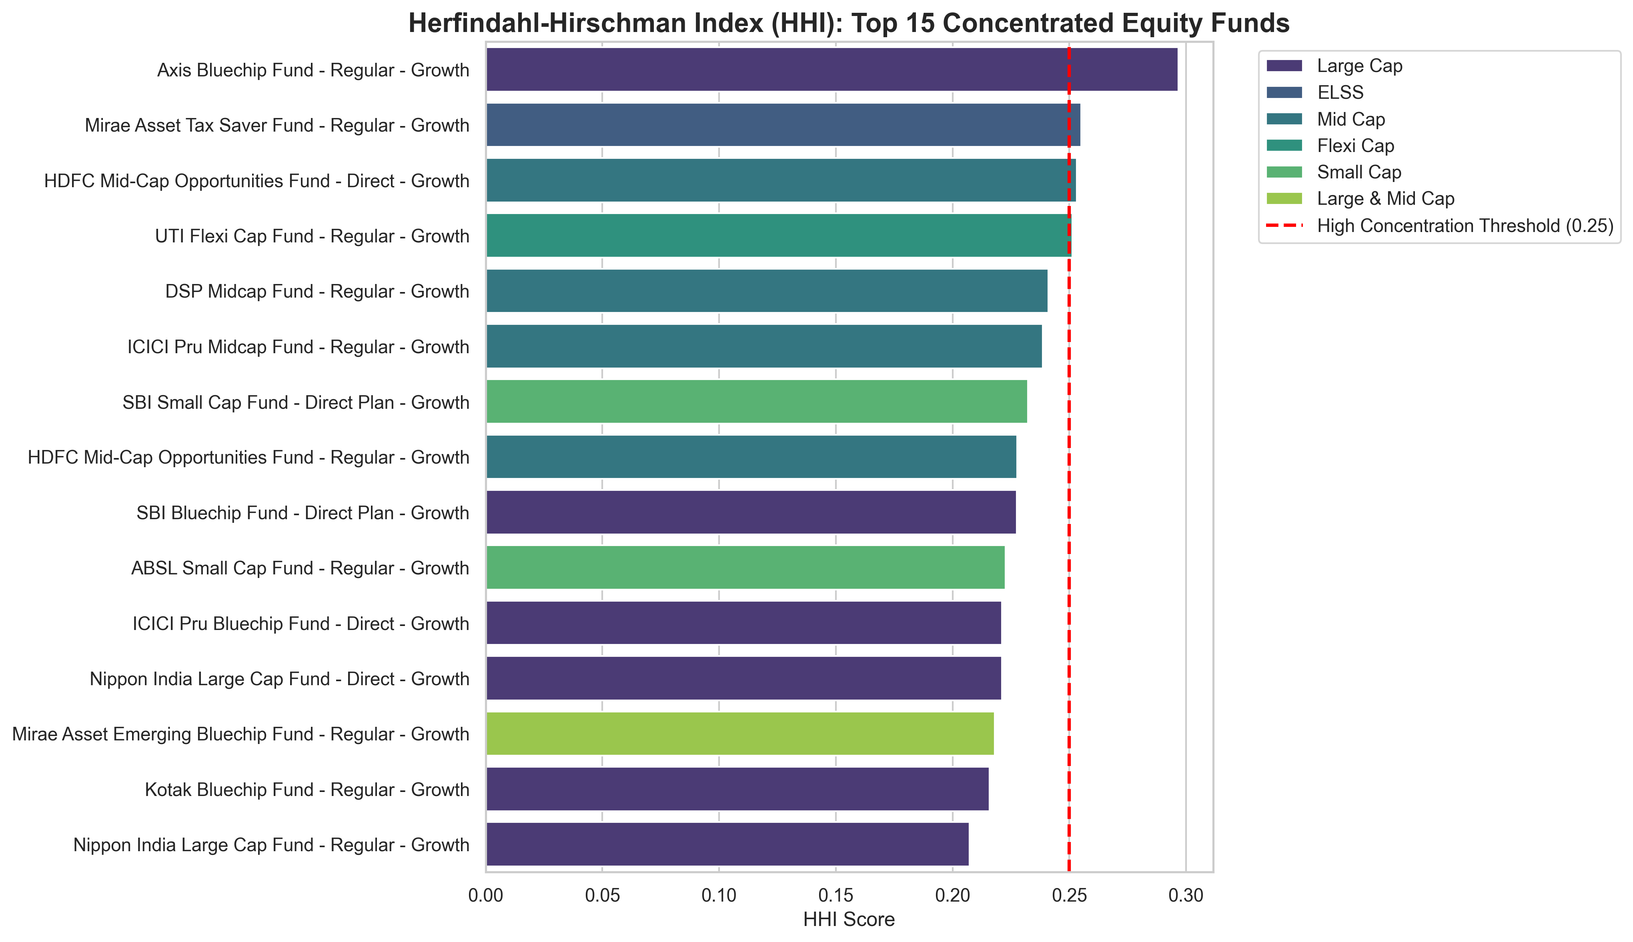 Herfindahl-Hirschman Index (HHI): Top 15 Concentrated Equity Funds
Axis Bluechip Fund - Regular - Growth
Mirae Asset Tax Saver Fund - Regular - Growth
HDFC Mid-Cap Opportunities Fund - Direct - Growth
UTI Flexi Cap Fund - Regular - Growth
DSP Midcap Fund - Regular - Growth
ICICI Pru Midcap Fund - Regular - Growth
SBI Small Cap Fund - Direct Plan - Growth
HDFC Mid-Cap Opportunities Fund - Regular - Growth
SBI Bluechip Fund - Direct Plan - Growth
ABSL Small Cap Fund - Regular - Growth
ICICI Pru Bluechip Fund - Direct - Growth
Nippon India Large Cap Fund - Direct - Growth
Mirae Asset Emerging Bluechip Fund - Regular - Growth
Kotak Bluechip Fund - Regular - Growth
Nippon India Large Cap Fund - Regular - Growth
0.00 0.05 0.10 0.15 0.20 0.25 0.30
HHI Score
Large Cap
ELSS
Mid Cap
Flexi Cap
Small Cap
Large & Mid Cap
High Concentration Threshold (0.25)